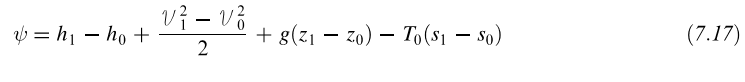 ψ = h₁ − h₀ + (𝒱₁² − 𝒱₀²)/2 + g(z₁ − z₀) − T₀(s₁ − s₀) (7.17)